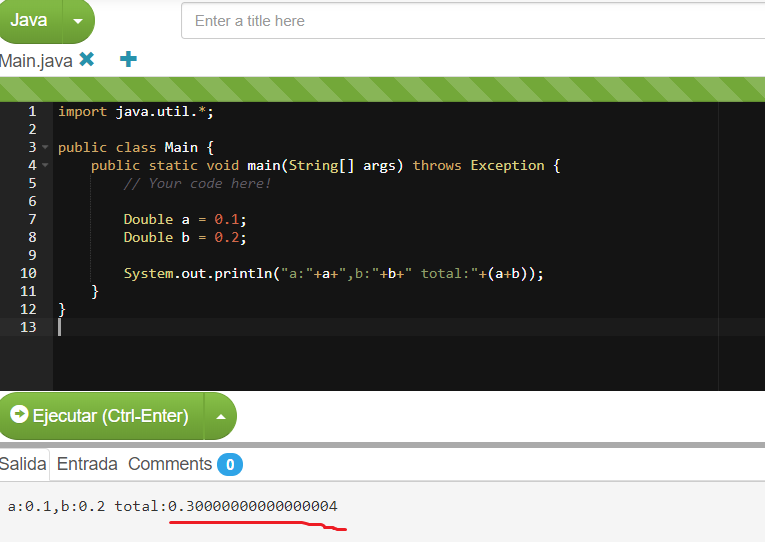 Java
Enter a title here
Main.java
1 import java.util.*;
2
3 public class Main {
4 public static void main(String[] args) throws Exception {
5 // Your code here!
6
7 Double a = 0.1;
8 Double b = 0.2;
9
10 System.out.println("a:"+a+",b:"+b+" total:"+(a+b));
11 }
12 }
13
Ejecutar (Ctrl-Enter)
Salida Entrada Comments 0
a:0.1,b:0.2 total:0.30000000000000004